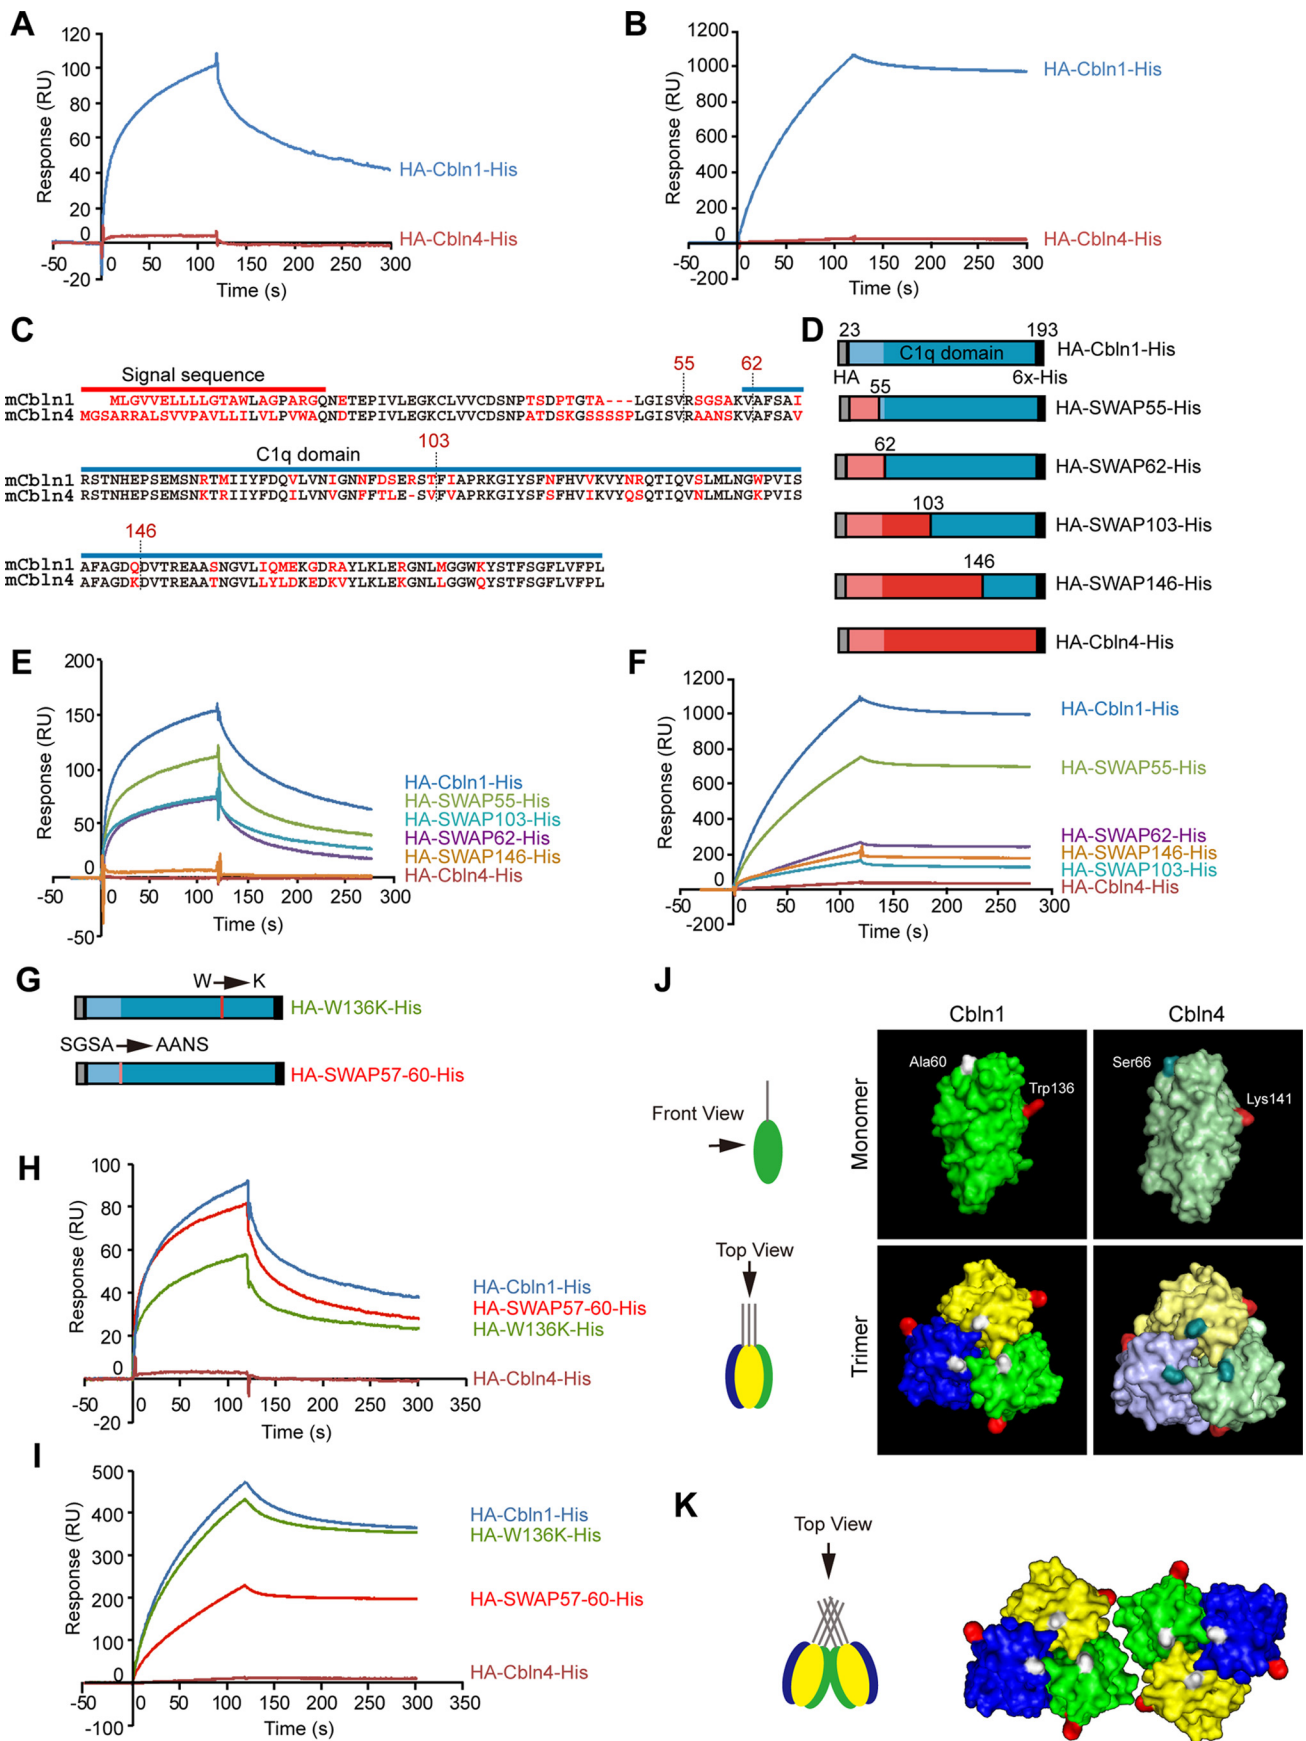 A
120
100
80
60
40
20
0
-20
-50 0 50 100 150 200 250 300
Response (RU)
Time (s)
HA-Cbln1-His
HA-Cbln4-His
B
1200
1000
800
600
400
200
0
-200
-50 0 50 100 150 200 250 300
Response (RU)
Time (s)
HA-Cbln1-His
HA-Cbln4-His
C
Signal sequence
55
62
mCbln1 MLGVVELLLLGTAWLAGPARGQNETEPIVLEGKCLVVCDSNPTSDPTGTA---LGISVRSGSAKVAFSAI
mCbln4 MGSARRALSVVPAVLLILVLPVWAQNDTEPIVLEGKCLVVCDSNPATDSKGSSSSPLGISVRAANSKVAFSAV
C1q domain
103
mCbln1 RSTNHEPSEMSNRTMIIYFDQVLVNIGNNFDSERSTFIAPRKGIYSFNFHVVKVYNRQTIQVSLMLNGWPVIS
mCbln4 RSTNHEPSEMSNKTRIIYFDQILVNVGNFFTLE-SVFVAPRKGIYSFSFHVIKVYQSQTIQVNLMLNGKPVIS
146
mCbln1 AFAGDQDVTREAASNGVLIQMEKGDRAYLKLERGNLMGGWKYSTFSGFLVFPL
mCbln4 AFAGDKDVTREAATNGVLLYLDKEDKVYLKLEKGNLLGGWQYSTFSGFLVFPL
D
23
193
C1q domain
HA-Cbln1-His
HA
6x-His
55
HA-SWAP55-His
62
HA-SWAP62-His
103
HA-SWAP103-His
146
HA-SWAP146-His
HA-Cbln4-His
E
200
150
100
50
0
-50
-50 0 50 100 150 200 250 300
Response (RU)
Time (s)
HA-Cbln1-His
HA-SWAP55-His
HA-SWAP103-His
HA-SWAP62-His
HA-SWAP146-His
HA-Cbln4-His
F
1200
1000
800
600
400
200
0
-200
-50 0 50 100 150 200 250 300
Response (RU)
Time (s)
HA-Cbln1-His
HA-SWAP55-His
HA-SWAP62-His
HA-SWAP146-His
HA-SWAP103-His
HA-Cbln4-His
G
W K
HA-W136K-His
SGSA AANS
HA-SWAP57-60-His
H
100
80
60
40
20
0
-20
-50 0 50 100 150 200 250 300 350
Response (RU)
Time (s)
HA-Cbln1-His
HA-SWAP57-60-His
HA-W136K-His
HA-Cbln4-His
I
500
400
300
200
100
0
-100
-50 0 50 100 150 200 250 300 350
Response (RU)
Time (s)
HA-Cbln1-His
HA-W136K-His
HA-SWAP57-60-His
HA-Cbln4-His
J
Cbln1
Cbln4
Front View
Monomer
Ala60
Trp136
Ser66
Lys141
Top View
Trimer
K
Top View